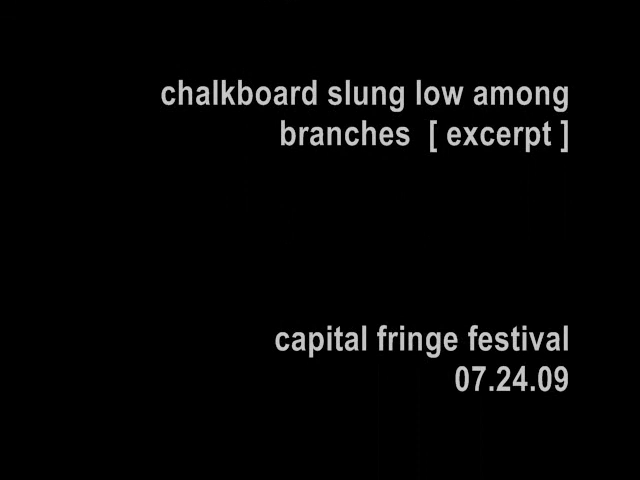 chalkboard slung low among
branches [ excerpt ]
capital fringe festival
07.24.09